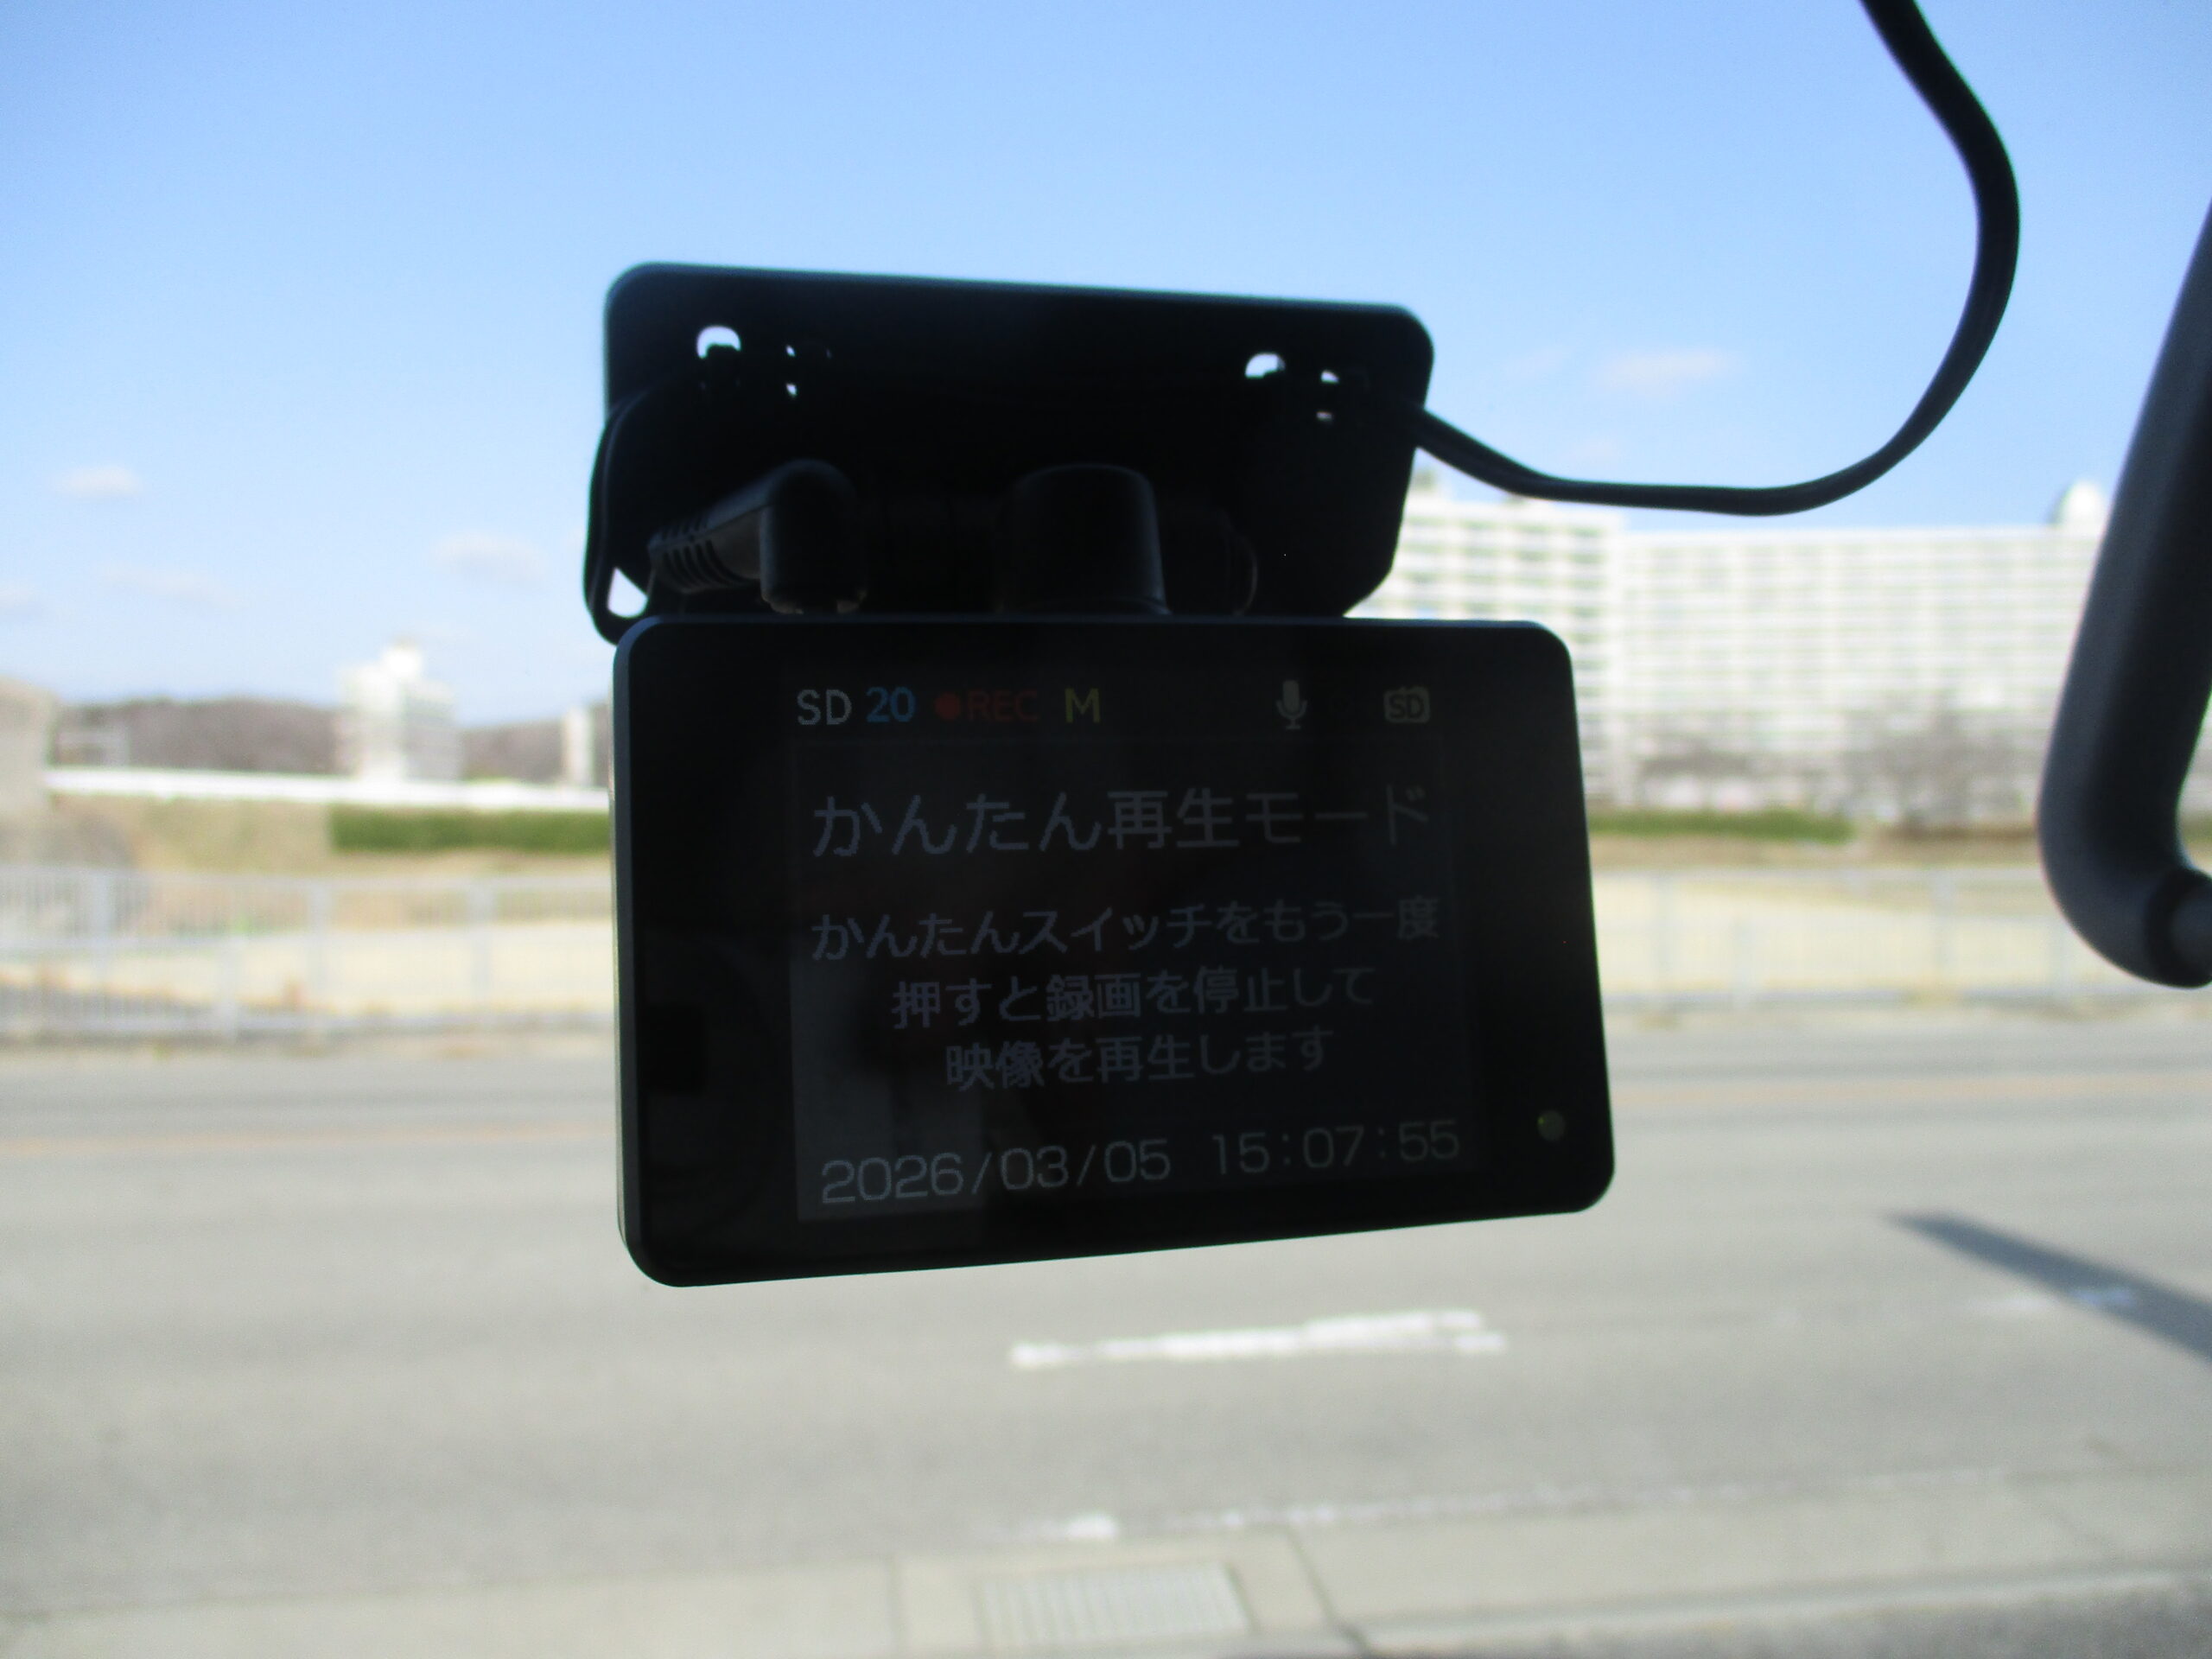 SD 20 ●REC M SD
かんたん再生モード
かんたんスイッチをもう一度
押すと録画を停止して
映像を再生します
2026/03/05 15:07:55